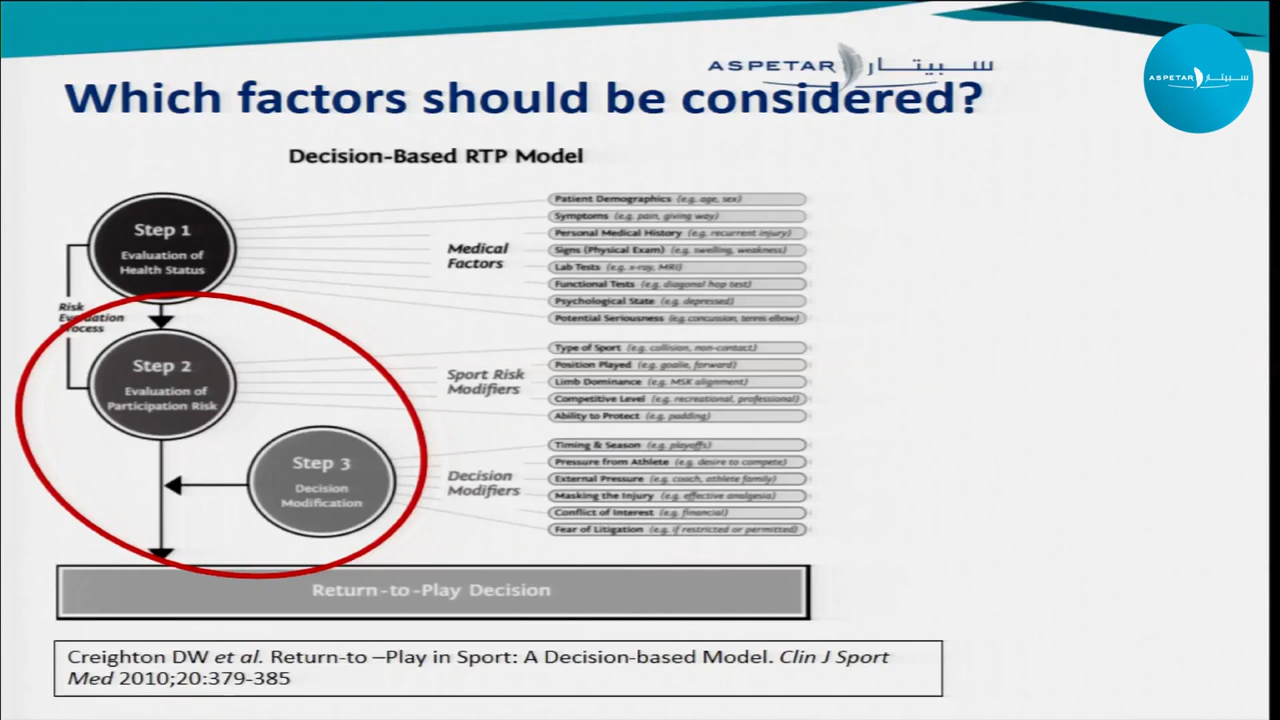 ASPETAR سبيتار
ASPETAR سبيتار
Which factors should be considered?
Decision-Based RTP Model
Step 1
Evaluation of
Health Status
Risk
Evaluation
Process
Step 2
Evaluation of
Participation Risk
Step 3
Decision
Modification
Medical
Factors
Patient Demographics (e.g. age, sex)
Symptoms (e.g. pain, giving way)
Personal Medical History (e.g. recurrent injury)
Signs (Physical Exam) (e.g. swelling, weakness)
Lab Tests (e.g. x-ray, MRI)
Functional Tests (e.g. diagonal hop test)
Psychological State (e.g. depressed)
Potential Seriousness (e.g. concussion, tennis elbow)
Sport Risk
Modifiers
Type of Sport (e.g. collision, non-contact)
Position Played (e.g. goalie, forward)
Limb Dominance (e.g. MSK alignment)
Competitive Level (e.g. recreational, professional)
Ability to Protect (e.g. padding)
Decision
Modifiers
Timing & Season (e.g. playoffs)
Pressure from Athlete (e.g. desire to compete)
External Pressure (e.g. coach, athlete family)
Masking the Injury (e.g. effective analgesia)
Conflict of Interest (e.g. financial)
Fear of Litigation (e.g. if restricted or permitted)
Return-to-Play Decision
Creighton DW et al. Return-to –Play in Sport: A Decision-based Model. Clin J Sport
Med 2010;20:379-385